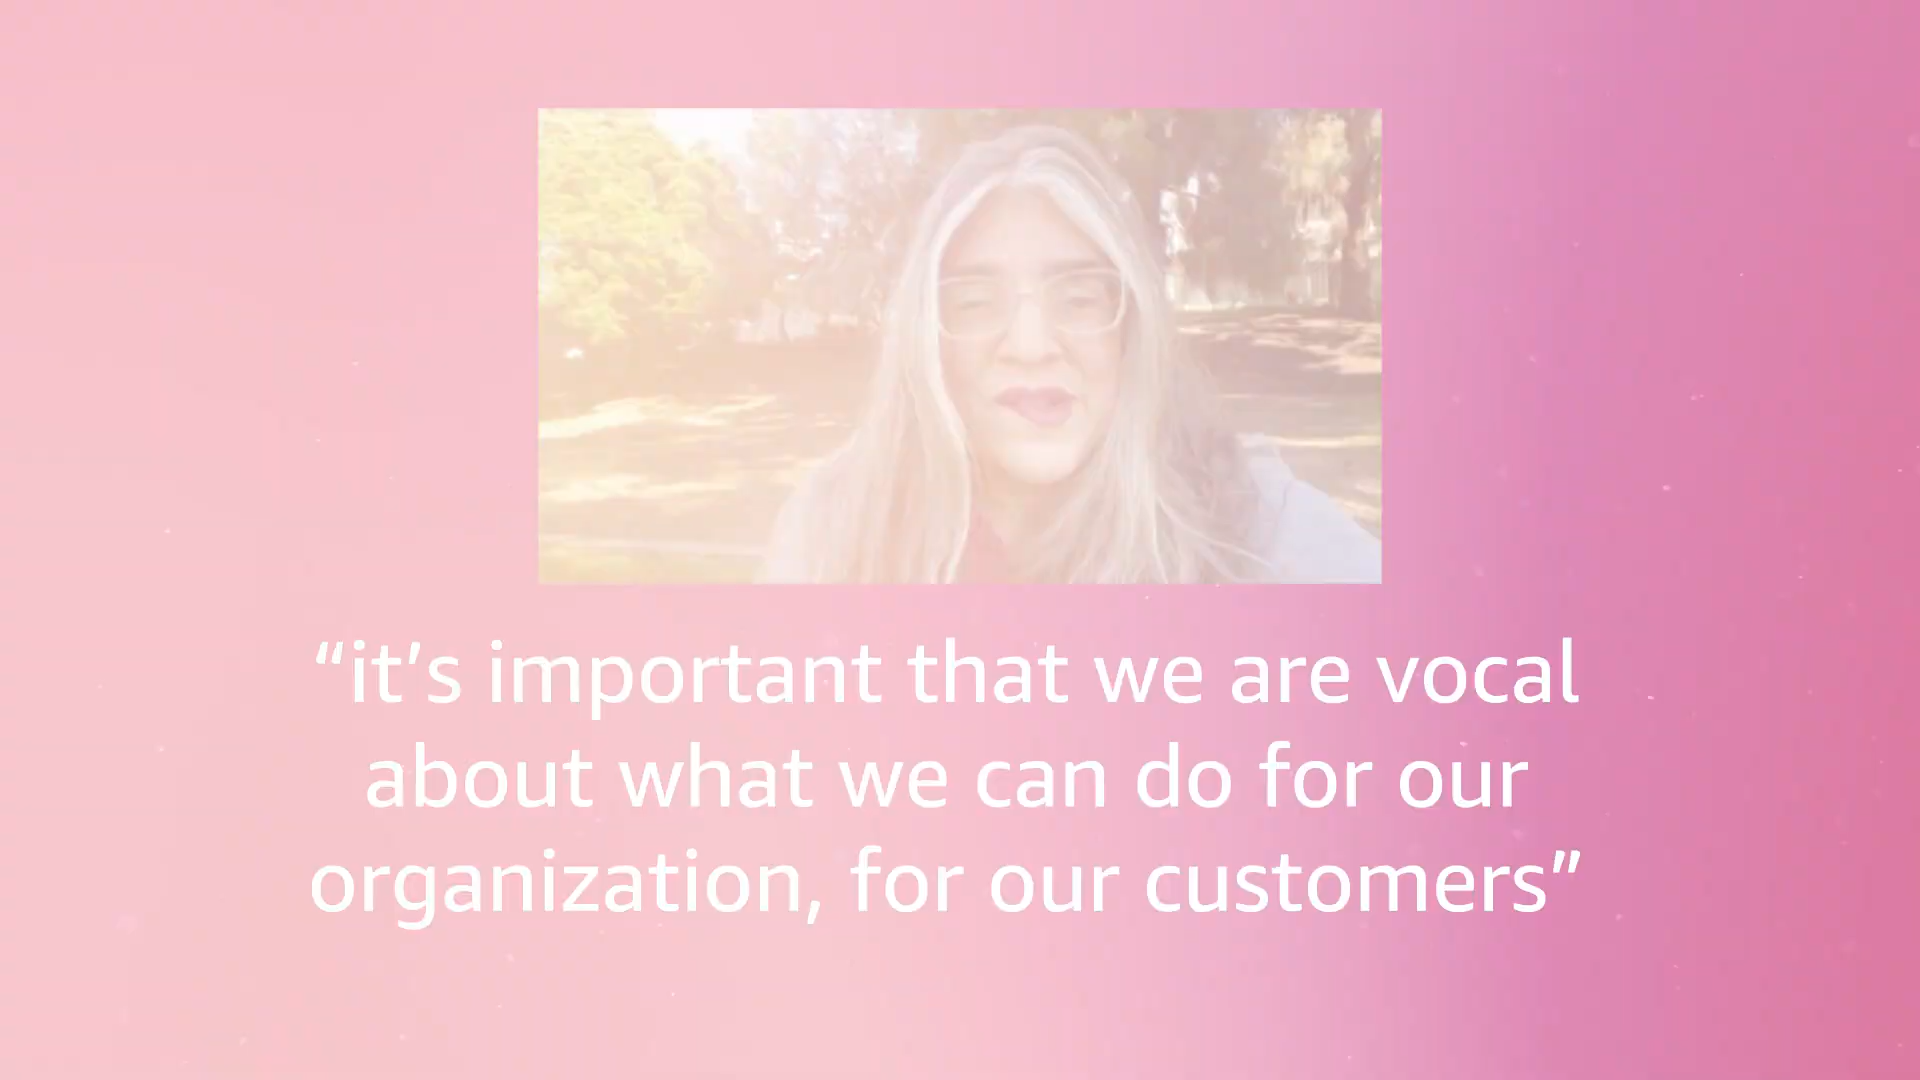 “it’s important that we are vocal
about what we can do for our
organization, for our customers”